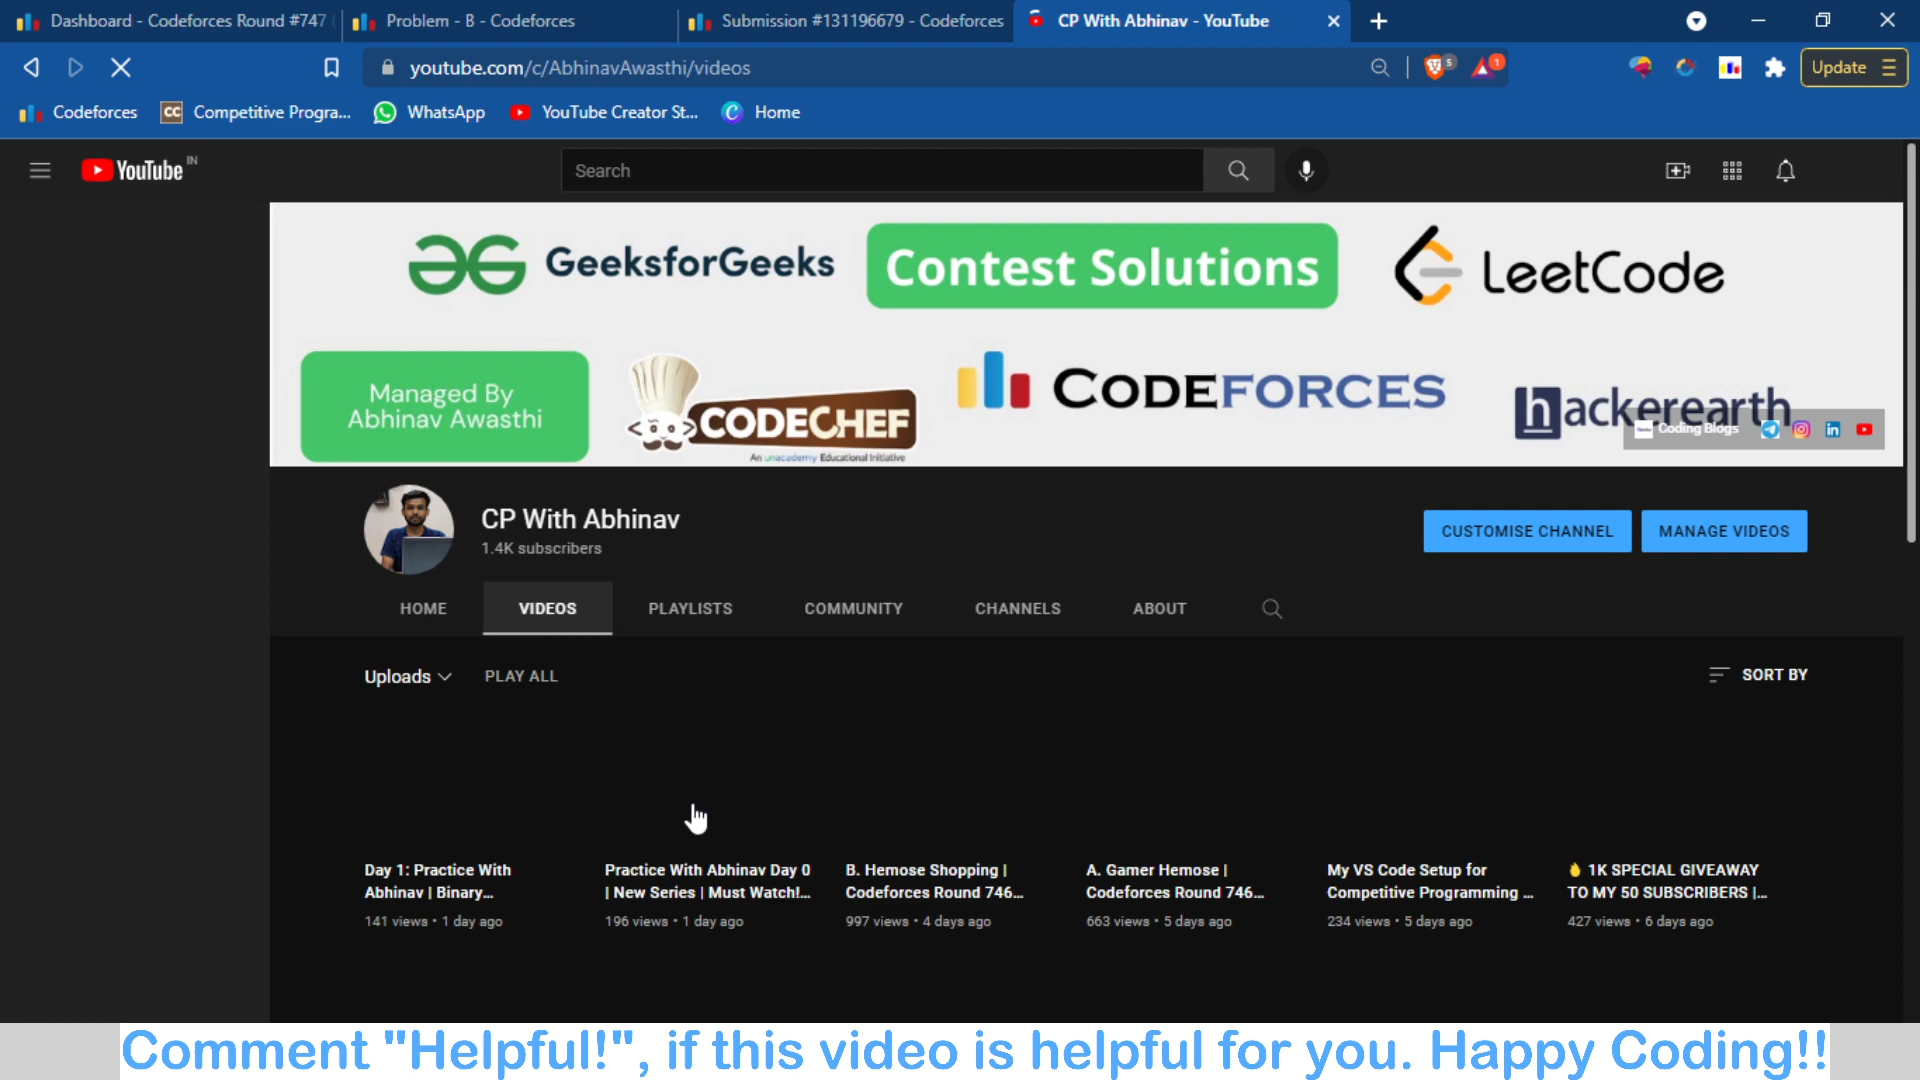 Dashboard - Codeforces Round #747
Problem - B - Codeforces
Submission #131196679 - Codeforces
CP With Abhinav - YouTube
youtube.com/c/AbhinavAwasthi/videos
5
1
Update
Codeforces
CC
Competitive Progra...
WhatsApp
YouTube Creator St...
Home
YouTube IN
Search
GeeksforGeeks
Contest Solutions
LeetCode
Managed By
Abhinav Awasthi
CODECHEF
An unacademy Educational Initiative
CODEFORCES
hackerearth
Coding Blogs
CP With Abhinav
1.4K subscribers
CUSTOMISE CHANNEL
MANAGE VIDEOS
HOME
VIDEOS
PLAYLISTS
COMMUNITY
CHANNELS
ABOUT
Uploads
PLAY ALL
SORT BY
Day 1: Practice With
Abhinav | Binary...
141 views • 1 day ago
Practice With Abhinav Day 0
| New Series | Must Watch!...
196 views • 1 day ago
B. Hemose Shopping |
Codeforces Round 746...
997 views • 4 days ago
A. Gamer Hemose |
Codeforces Round 746...
663 views • 5 days ago
My VS Code Setup for
Competitive Programming ...
234 views • 5 days ago
🔥 1K SPECIAL GIVEAWAY
TO MY 50 SUBSCRIBERS |...
427 views • 6 days ago
Comment "Helpful!", if this video is helpful for you. Happy Coding!!